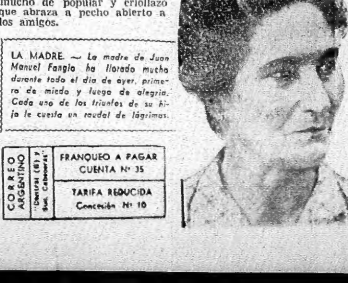 mucho de popular y criollazo
que abraza a pecho abierto a
los amigos.
LA MADRE. — La madre de Juan
Manuel Fangio ha llorado mucho
durante todo el día de ayer, prime-
ro de miedo y luego de alegría.
Cada uno de los triunfos de su hi-
jo le cuesta un raudal de lágrimas.
CORREO
ARGENTINO
FRANQUEO A PAGAR
CUENTA Nº 35
TARIFA REDUCIDA
Concesión Nº 10